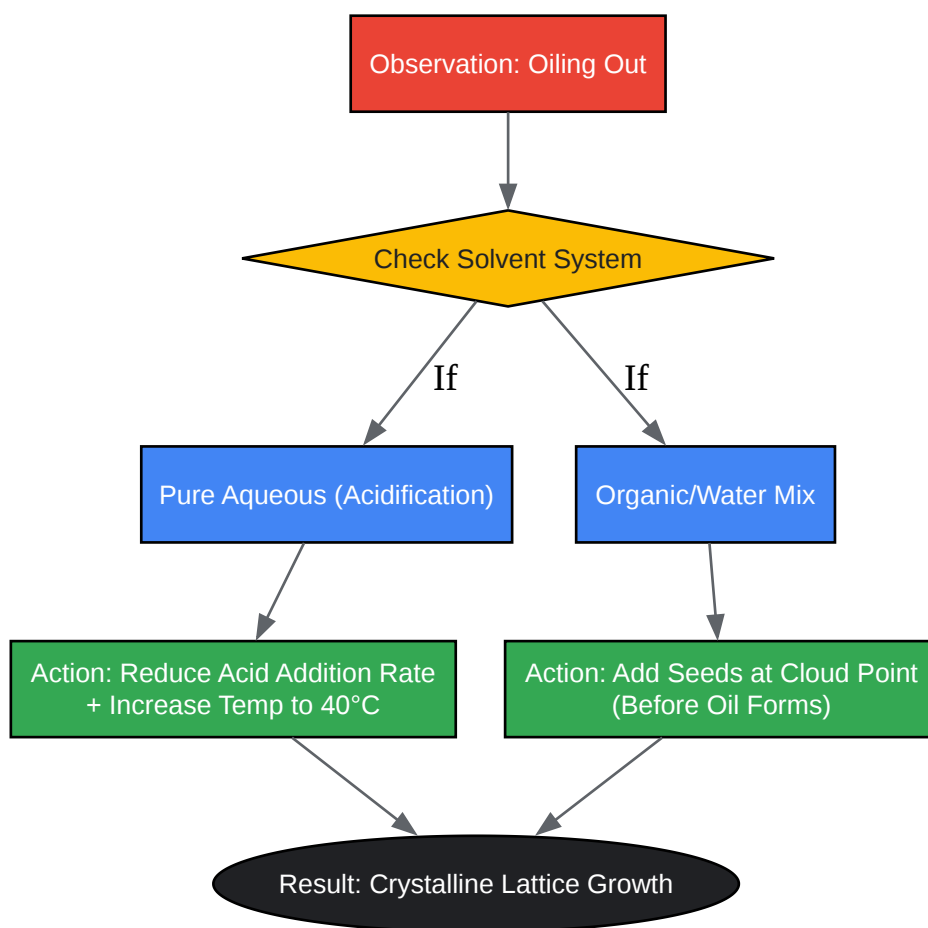 Observation: Oiling Out
Check Solvent System
If
If
Pure Aqueous (Acidification)
Organic/Water Mix
Action: Reduce Acid Addition Rate
+ Increase Temp to 40°C
Action: Add Seeds at Cloud Point
(Before Oil Forms)
Result: Crystalline Lattice Growth